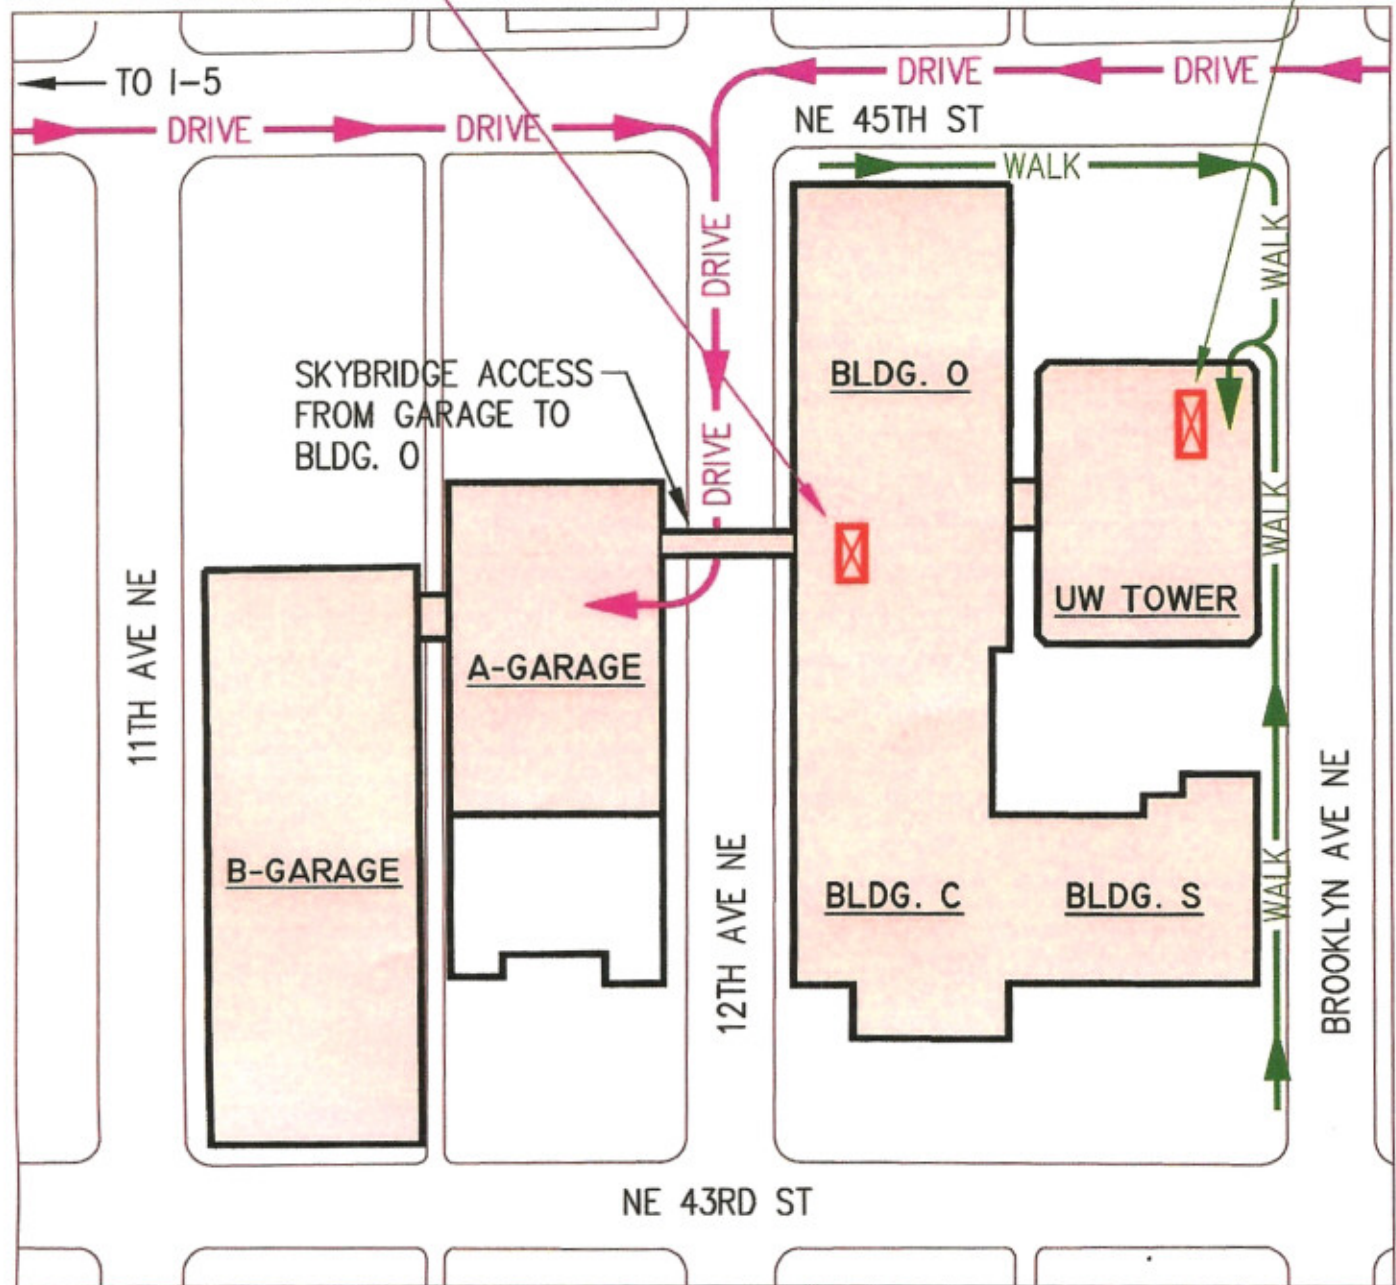 TO I-5
DRIVE
DRIVE
DRIVE
DRIVE
NE 45TH ST
WALK
DRIVE
WALK
SKYBRIDGE ACCESS
FROM GARAGE TO
BLDG. O
BLDG. O
DRIVE
WALK
UW TOWER
A-GARAGE
11TH AVE NE
B-GARAGE
12TH AVE NE
BLDG. C
BLDG. S
WALK
BROOKLYN AVE NE
NE 43RD ST